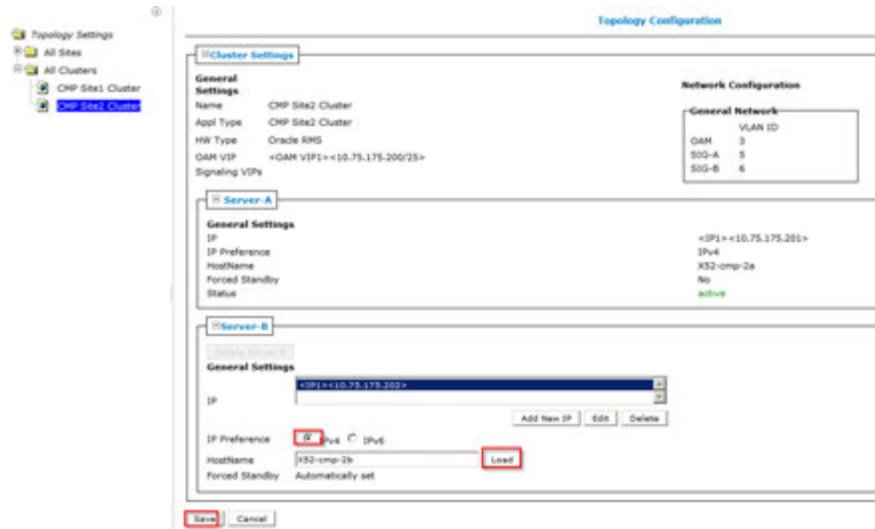 Topology Settings
All Sites
All Clusters
CMP Site1 Cluster
CMP Site2 Cluster
Topology Configuration
Cluster Settings
General
Settings
Name CMP Site2 Cluster
Appl Type CMP Site2 Cluster
HW Type Oracle RMS
OAM VIP <OAM VIP1><10.75.175.200/25>
Signaling VIPs
Network Configuration
General Network
VLAN ID
OAM 3
SIG-A 5
SIG-B 6
Server-A
General Settings
IP <IP1><10.75.175.201>
IP Preference IPv4
HostName X52-cmp-2a
Forced Standby No
Status active
Server-B
Delete Server-B
General Settings
<IP1><10.75.175.202>
IP
Add New IP Edit Delete
IP Preference IPv4 IPv6
HostName X52-cmp-2b Load
Forced Standby Automatically set
Save Cancel